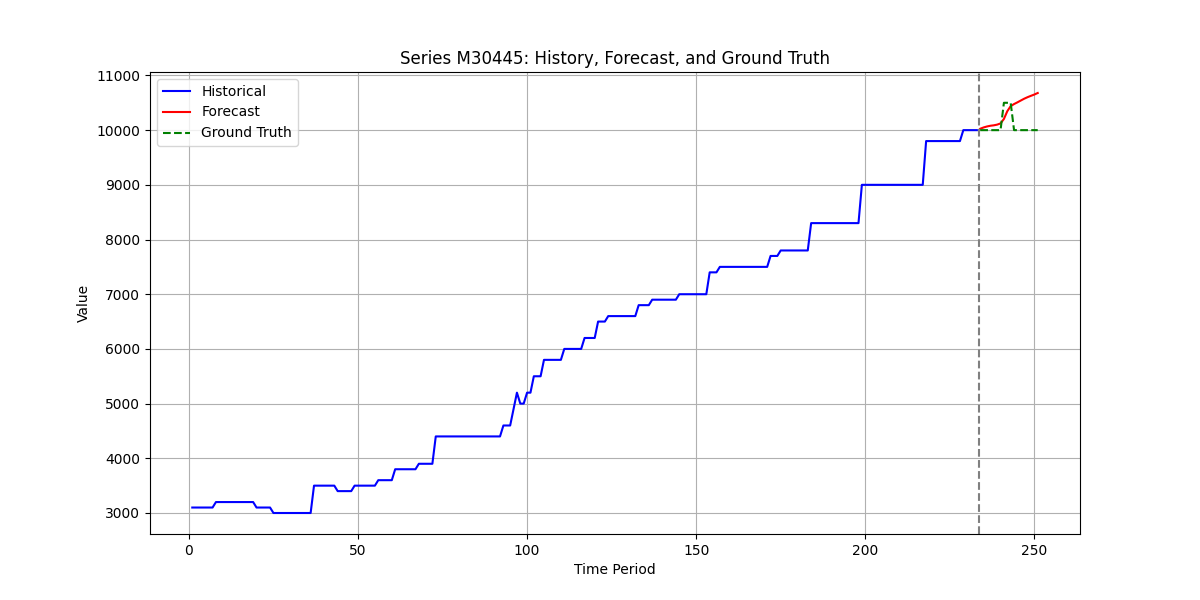 Series M30445: History, Forecast, and Ground Truth
Historical
Forecast
Ground Truth
11000
10000
9000
8000
7000
6000
5000
4000
3000
Value
0 50 100 150 200 250
Time Period